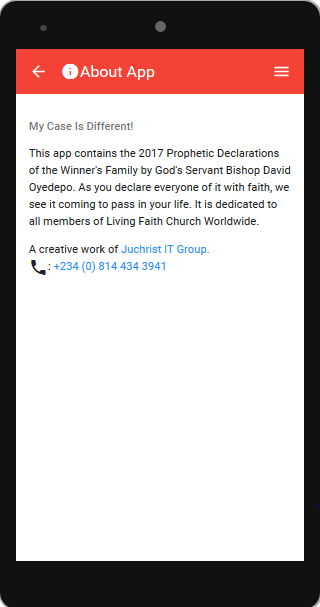 About App
My Case Is Different!
This app contains the 2017 Prophetic Declarations
of the Winner's Family by God's Servant Bishop David
Oyedepo. As you declare everyone of it with faith, we
see it coming to pass in your life. It is dedicated to
all members of Living Faith Church Worldwide.
A creative work of Juchrist IT Group.
: +234 (0) 814 434 3941